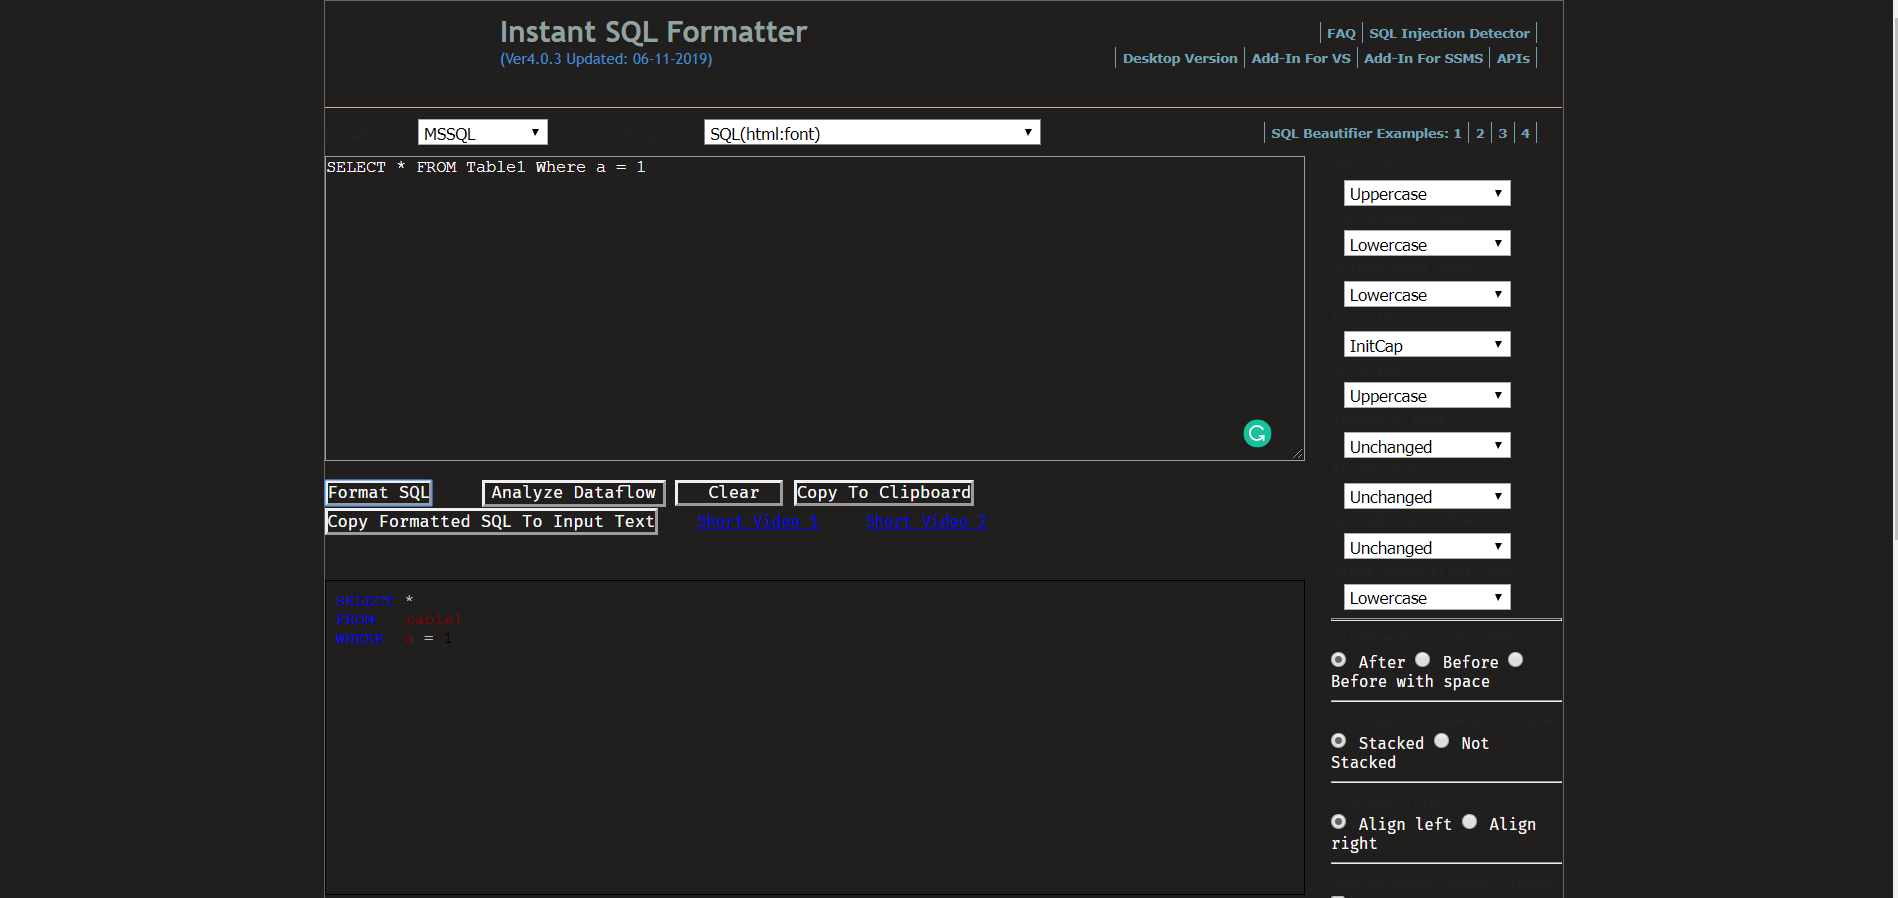 Instant SQL Formatter
(Ver4.0.3 Updated: 06-11-2019)
FAQ
SQL Injection Detector
Desktop Version
Add-In For VS
Add-In For SSMS
APIs
MSSQL
SQL(html:font)
SQL Beautifier Examples: 1 2 3 4
SELECT * FROM Table1 Where a = 1
Uppercase
Lowercase
Lowercase
InitCap
Uppercase
Unchanged
Unchanged
Unchanged
Lowercase
Format SQL
Analyze Dataflow
Clear
Copy To Clipboard
Copy Formatted SQL To Input Text
Short Video 1
Short Video 2
SELECT *
FROM table1
WHERE a = 1
After Before
Before with space
Stacked Not
Stacked
Align left Align
right